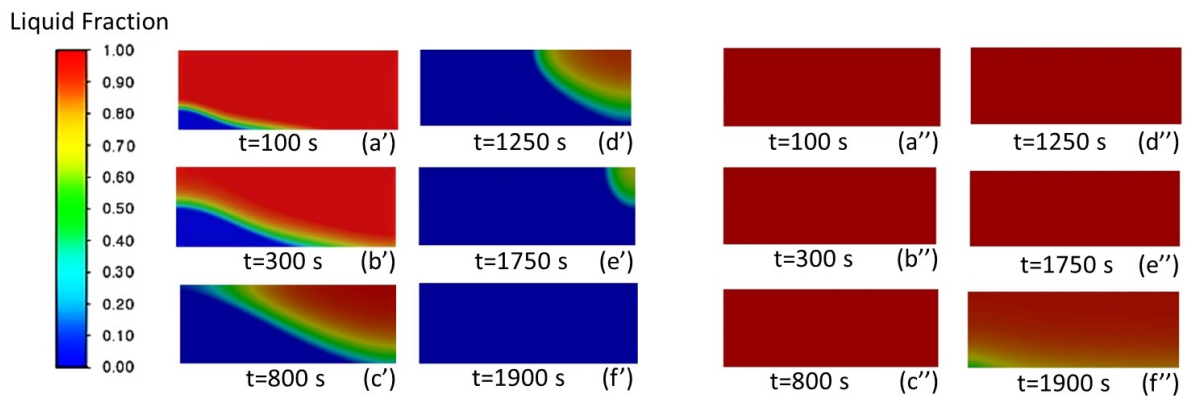 Liquid Fraction
1.00
0.90
0.80
0.70
0.60
0.50
0.40
0.30
0.20
0.10
0.00
t=100 s (a’)
t=1250 s (d’)
t=100 s (a’’)
t=1250 s (d’’)
t=300 s (b’)
t=1750 s (e’)
t=300 s (b’’)
t=1750 s (e’’)
t=800 s (c’)
t=1900 s (f’)
t=800 s (c’’)
t=1900 s (f’’)